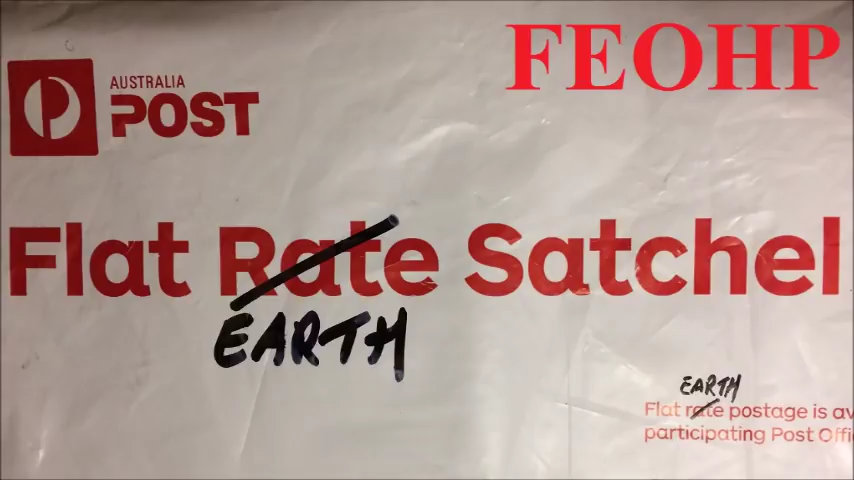 FEOHP
AUSTRALIA
POST
Flat Rate Satchel
EARTH
EARTH
Flat rate postage is av
participating Post Offi